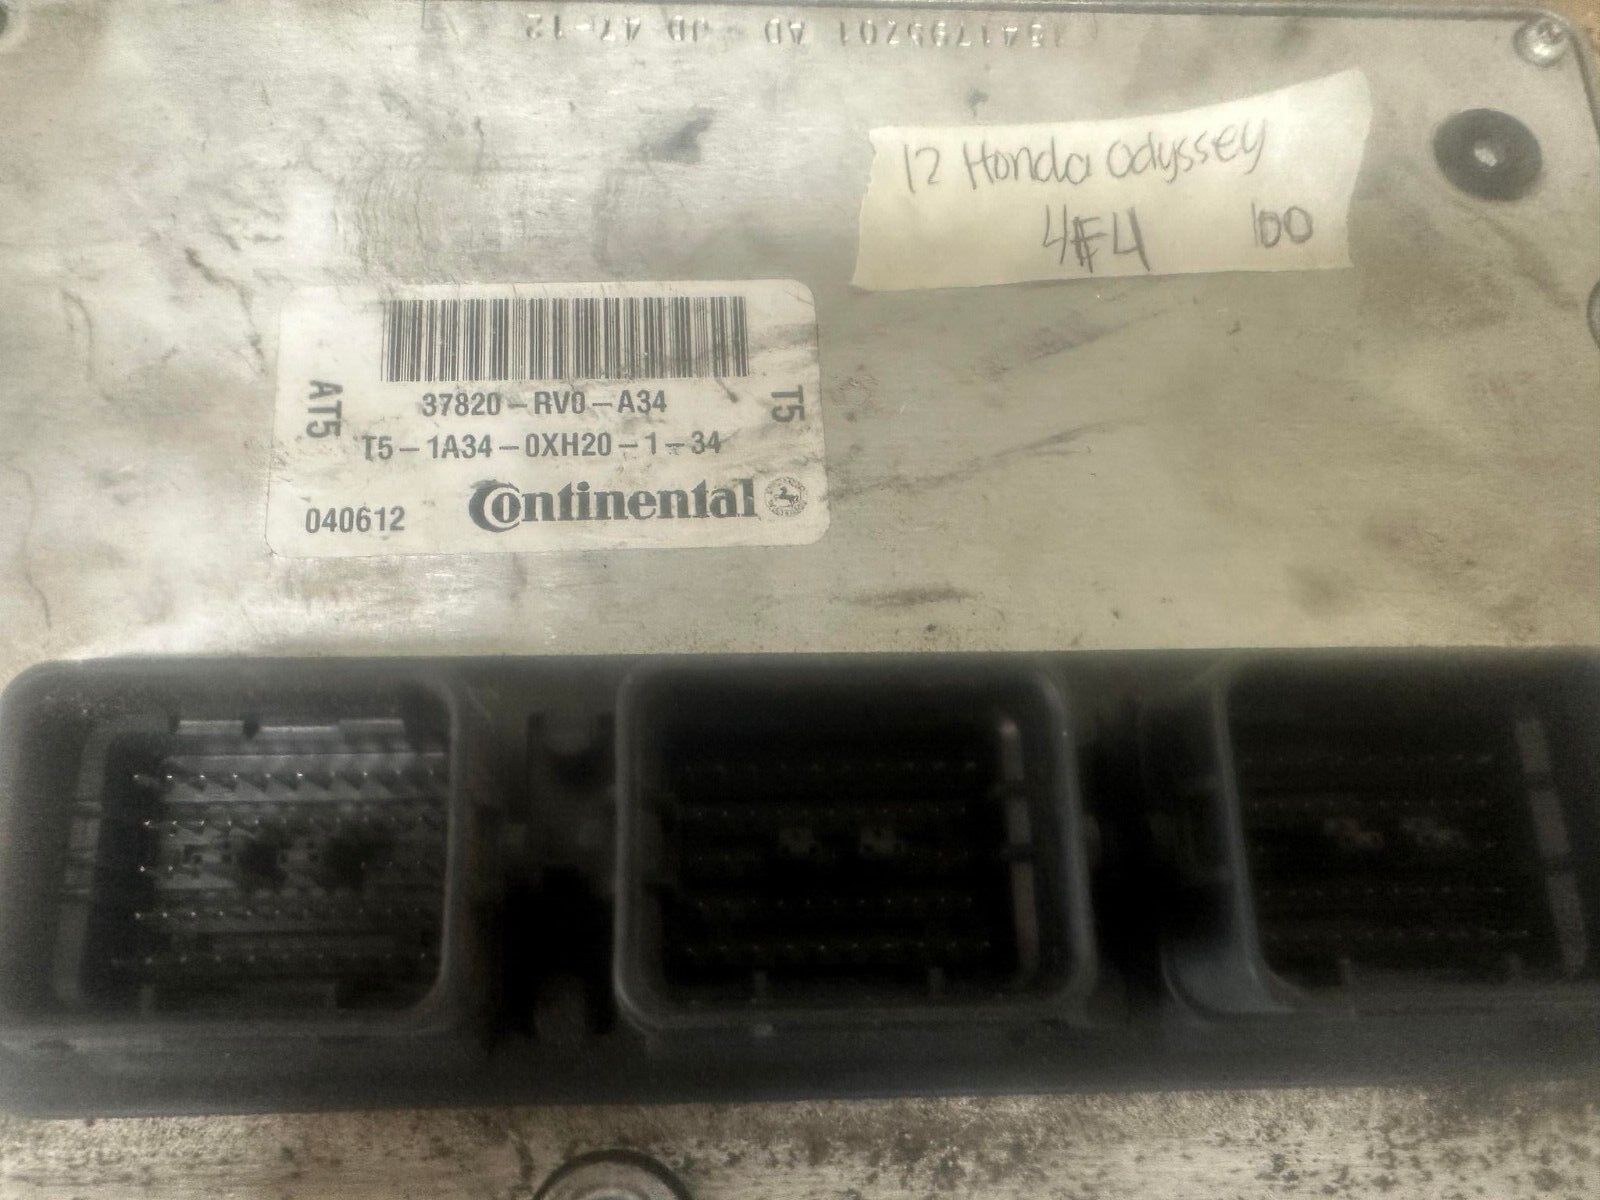 12 Honda Odyssey
4F4 100
AT5
T5
37820-RV0-A34
T5-1A34-0XH20-1-34
040612
Continental